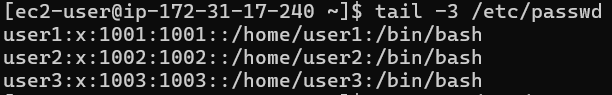 [ec2-user@ip-172-31-17-240 ~]$ tail -3 /etc/passwd
user1:x:1001:1001::/home/user1:/bin/bash
user2:x:1002:1002::/home/user2:/bin/bash
user3:x:1003:1003::/home/user3:/bin/bash